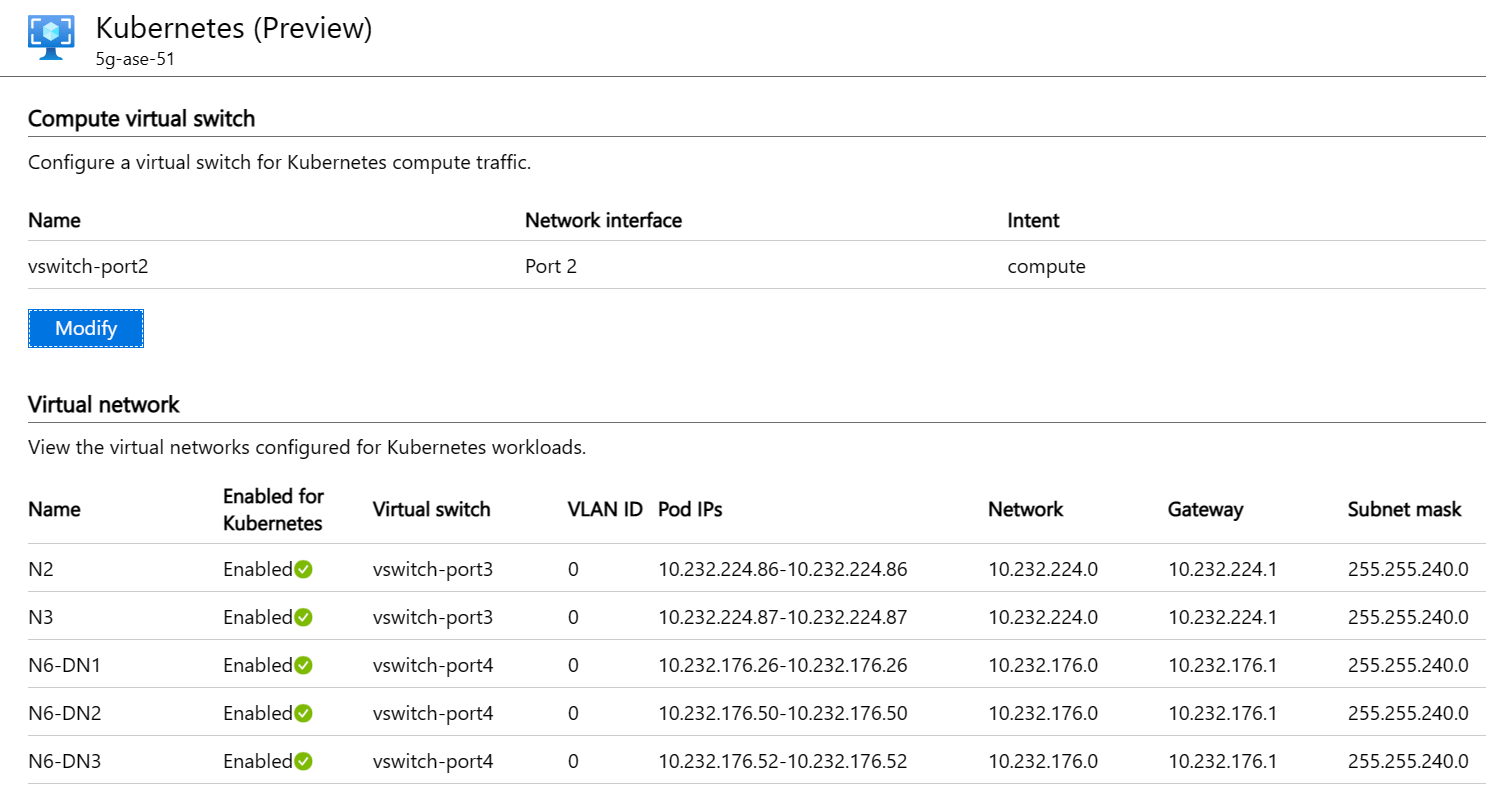 Kubernetes (Preview)
5g-ase-51
Compute virtual switch
Configure a virtual switch for Kubernetes compute traffic.
Name Network interface Intent
vswitch-port2 Port 2 compute
Modify
Virtual network
View the virtual networks configured for Kubernetes workloads.
Name Enabled for Kubernetes Virtual switch VLAN ID Pod IPs Network Gateway Subnet mask
N2 Enabled vswitch-port3 0 10.232.224.86-10.232.224.86 10.232.224.0 10.232.224.1 255.255.240.0
N3 Enabled vswitch-port3 0 10.232.224.87-10.232.224.87 10.232.224.0 10.232.224.1 255.255.240.0
N6-DN1 Enabled vswitch-port4 0 10.232.176.26-10.232.176.26 10.232.176.0 10.232.176.1 255.255.240.0
N6-DN2 Enabled vswitch-port4 0 10.232.176.50-10.232.176.50 10.232.176.0 10.232.176.1 255.255.240.0
N6-DN3 Enabled vswitch-port4 0 10.232.176.52-10.232.176.52 10.232.176.0 10.232.176.1 255.255.240.0